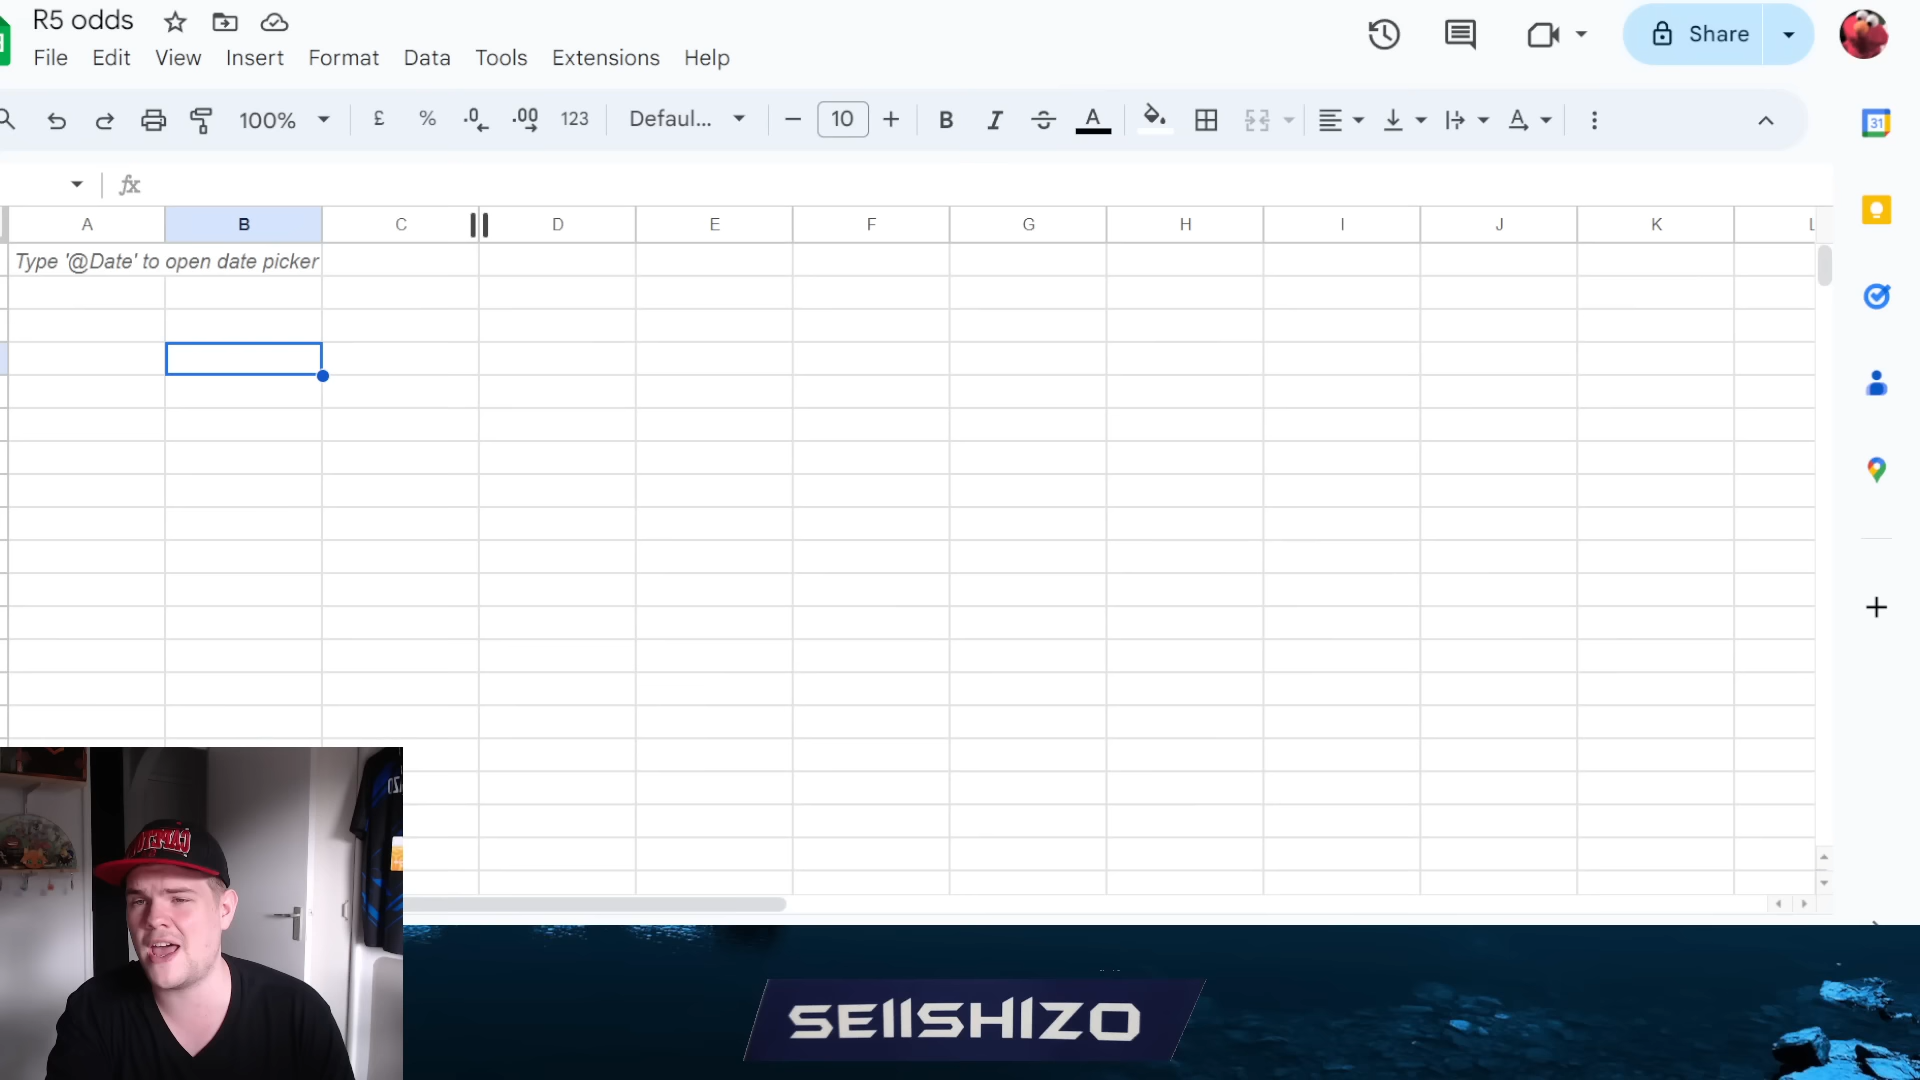 R5 odds
File Edit View Insert Format Data Tools Extensions Help
Share
100% £ % .0 .00 123 Defaul... 10 B I S A
fx
A B C D E F G H I J K L
Type '@Date' to open date picker
31
SEIISHIZO